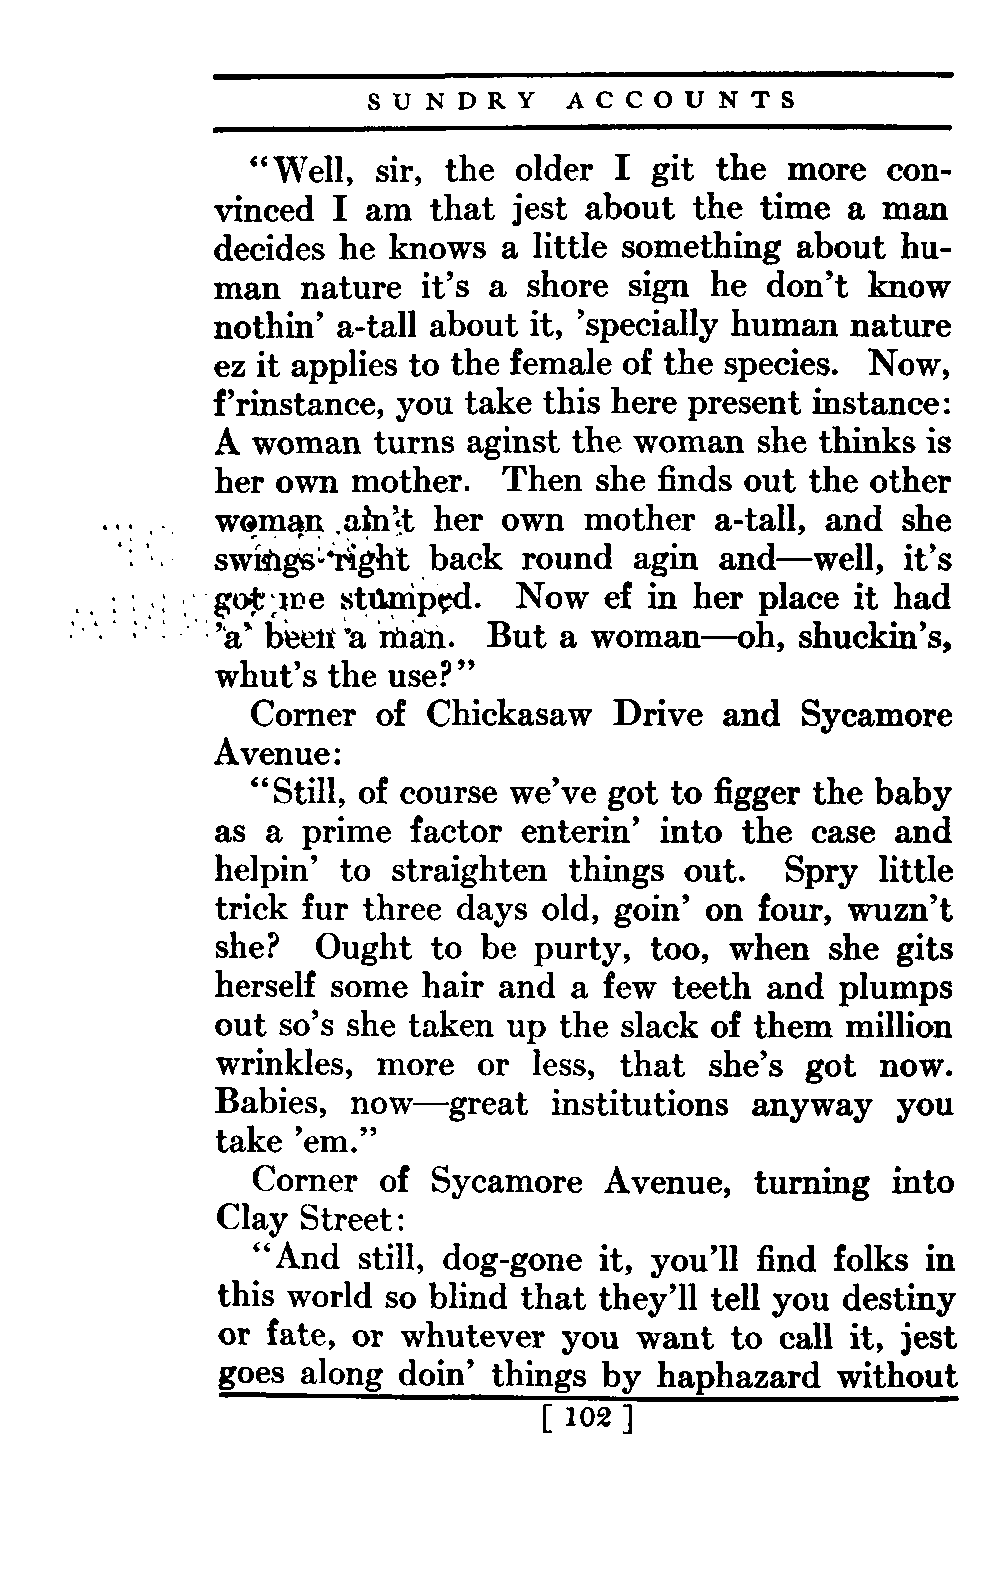 SUNDRY ACCOUNTS
“Well, sir, the older I git the more con-
vinced I am that jest about the time a man
decides he knows a little something about hu-
man nature it’s a shore sign he don’t know
nothin’ a-tall about it, ’specially human nature
ez it applies to the female of the species. Now,
f’rinstance, you take this here present instance:
A woman turns aginst the woman she thinks is
her own mother. Then she finds out the other
woman ain’t her own mother a-tall, and she
swings right back round agin and—well, it’s
got me stumped. Now ef in her place it had
’a’ been a man. But a woman—oh, shuckin’s,
whut’s the use?”
Corner of Chickasaw Drive and Sycamore
Avenue:
“Still, of course we’ve got to figger the baby
as a prime factor enterin’ into the case and
helpin’ to straighten things out. Spry little
trick fur three days old, goin’ on four, wuzn’t
she? Ought to be purty, too, when she gits
herself some hair and a few teeth and plumps
out so’s she taken up the slack of them million
wrinkles, more or less, that she’s got now.
Babies, now—great institutions anyway you
take ’em.”
Corner of Sycamore Avenue, turning into
Clay Street:
“And still, dog-gone it, you’ll find folks in
this world so blind that they’ll tell you destiny
or fate, or whutever you want to call it, jest
goes along doin’ things by haphazard without
[ 102 ]